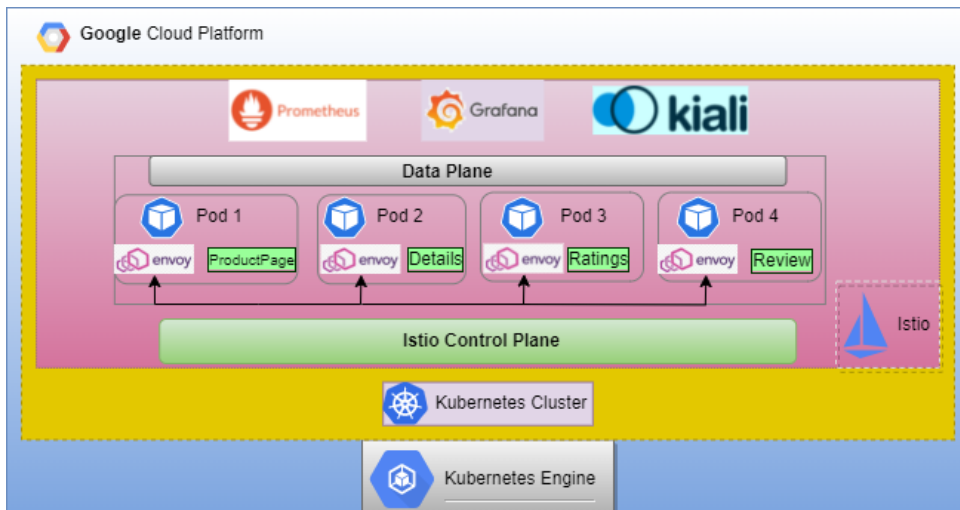 Google Cloud Platform
Prometheus
Grafana
kiali
Data Plane
Pod 1
Pod 2
Pod 3
Pod 4
envoy
ProductPage
envoy
Details
envoy
Ratings
envoy
Review
Istio
Istio Control Plane
Kubernetes Cluster
Kubernetes Engine